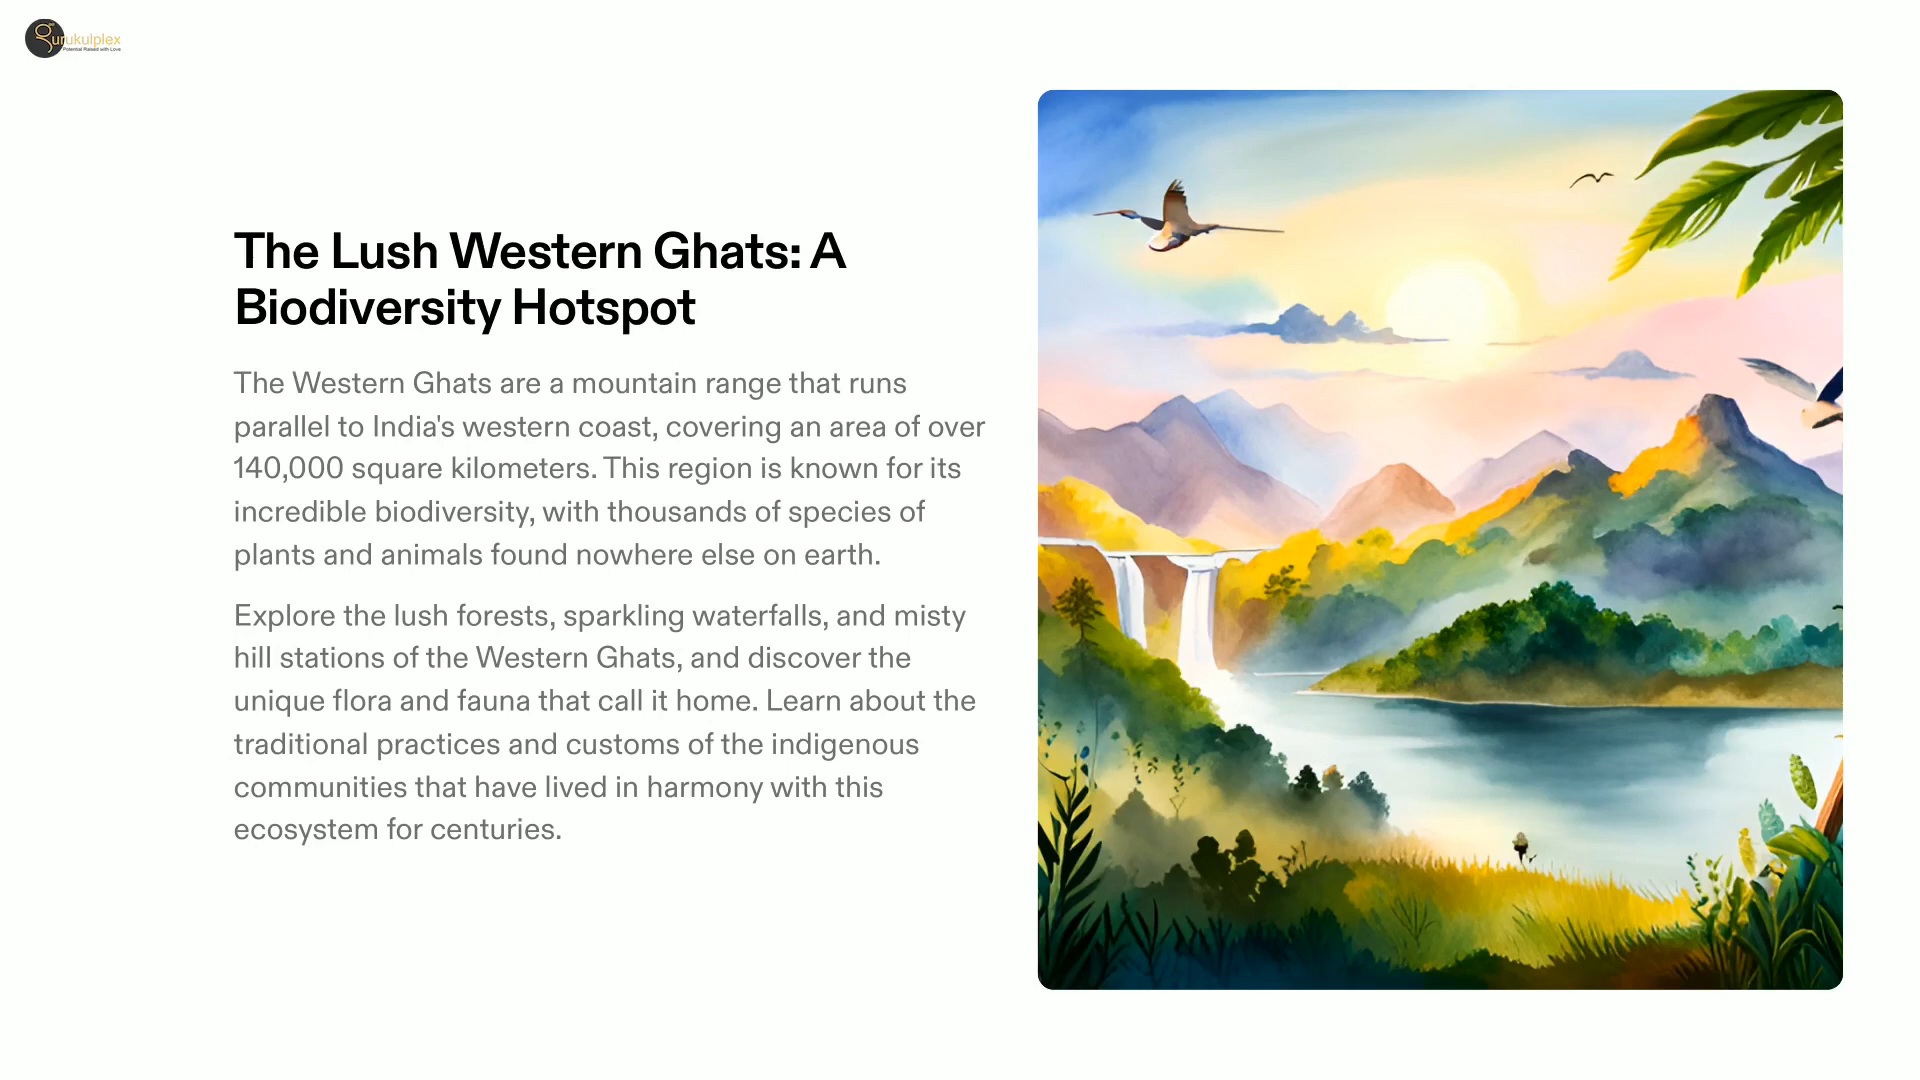 gurukulplex
Potential Raised with Love
The Lush Western Ghats: A
Biodiversity Hotspot
The Western Ghats are a mountain range that runs
parallel to India's western coast, covering an area of over
140,000 square kilometers. This region is known for its
incredible biodiversity, with thousands of species of
plants and animals found nowhere else on earth.
Explore the lush forests, sparkling waterfalls, and misty
hill stations of the Western Ghats, and discover the
unique flora and fauna that call it home. Learn about the
traditional practices and customs of the indigenous
communities that have lived in harmony with this
ecosystem for centuries.